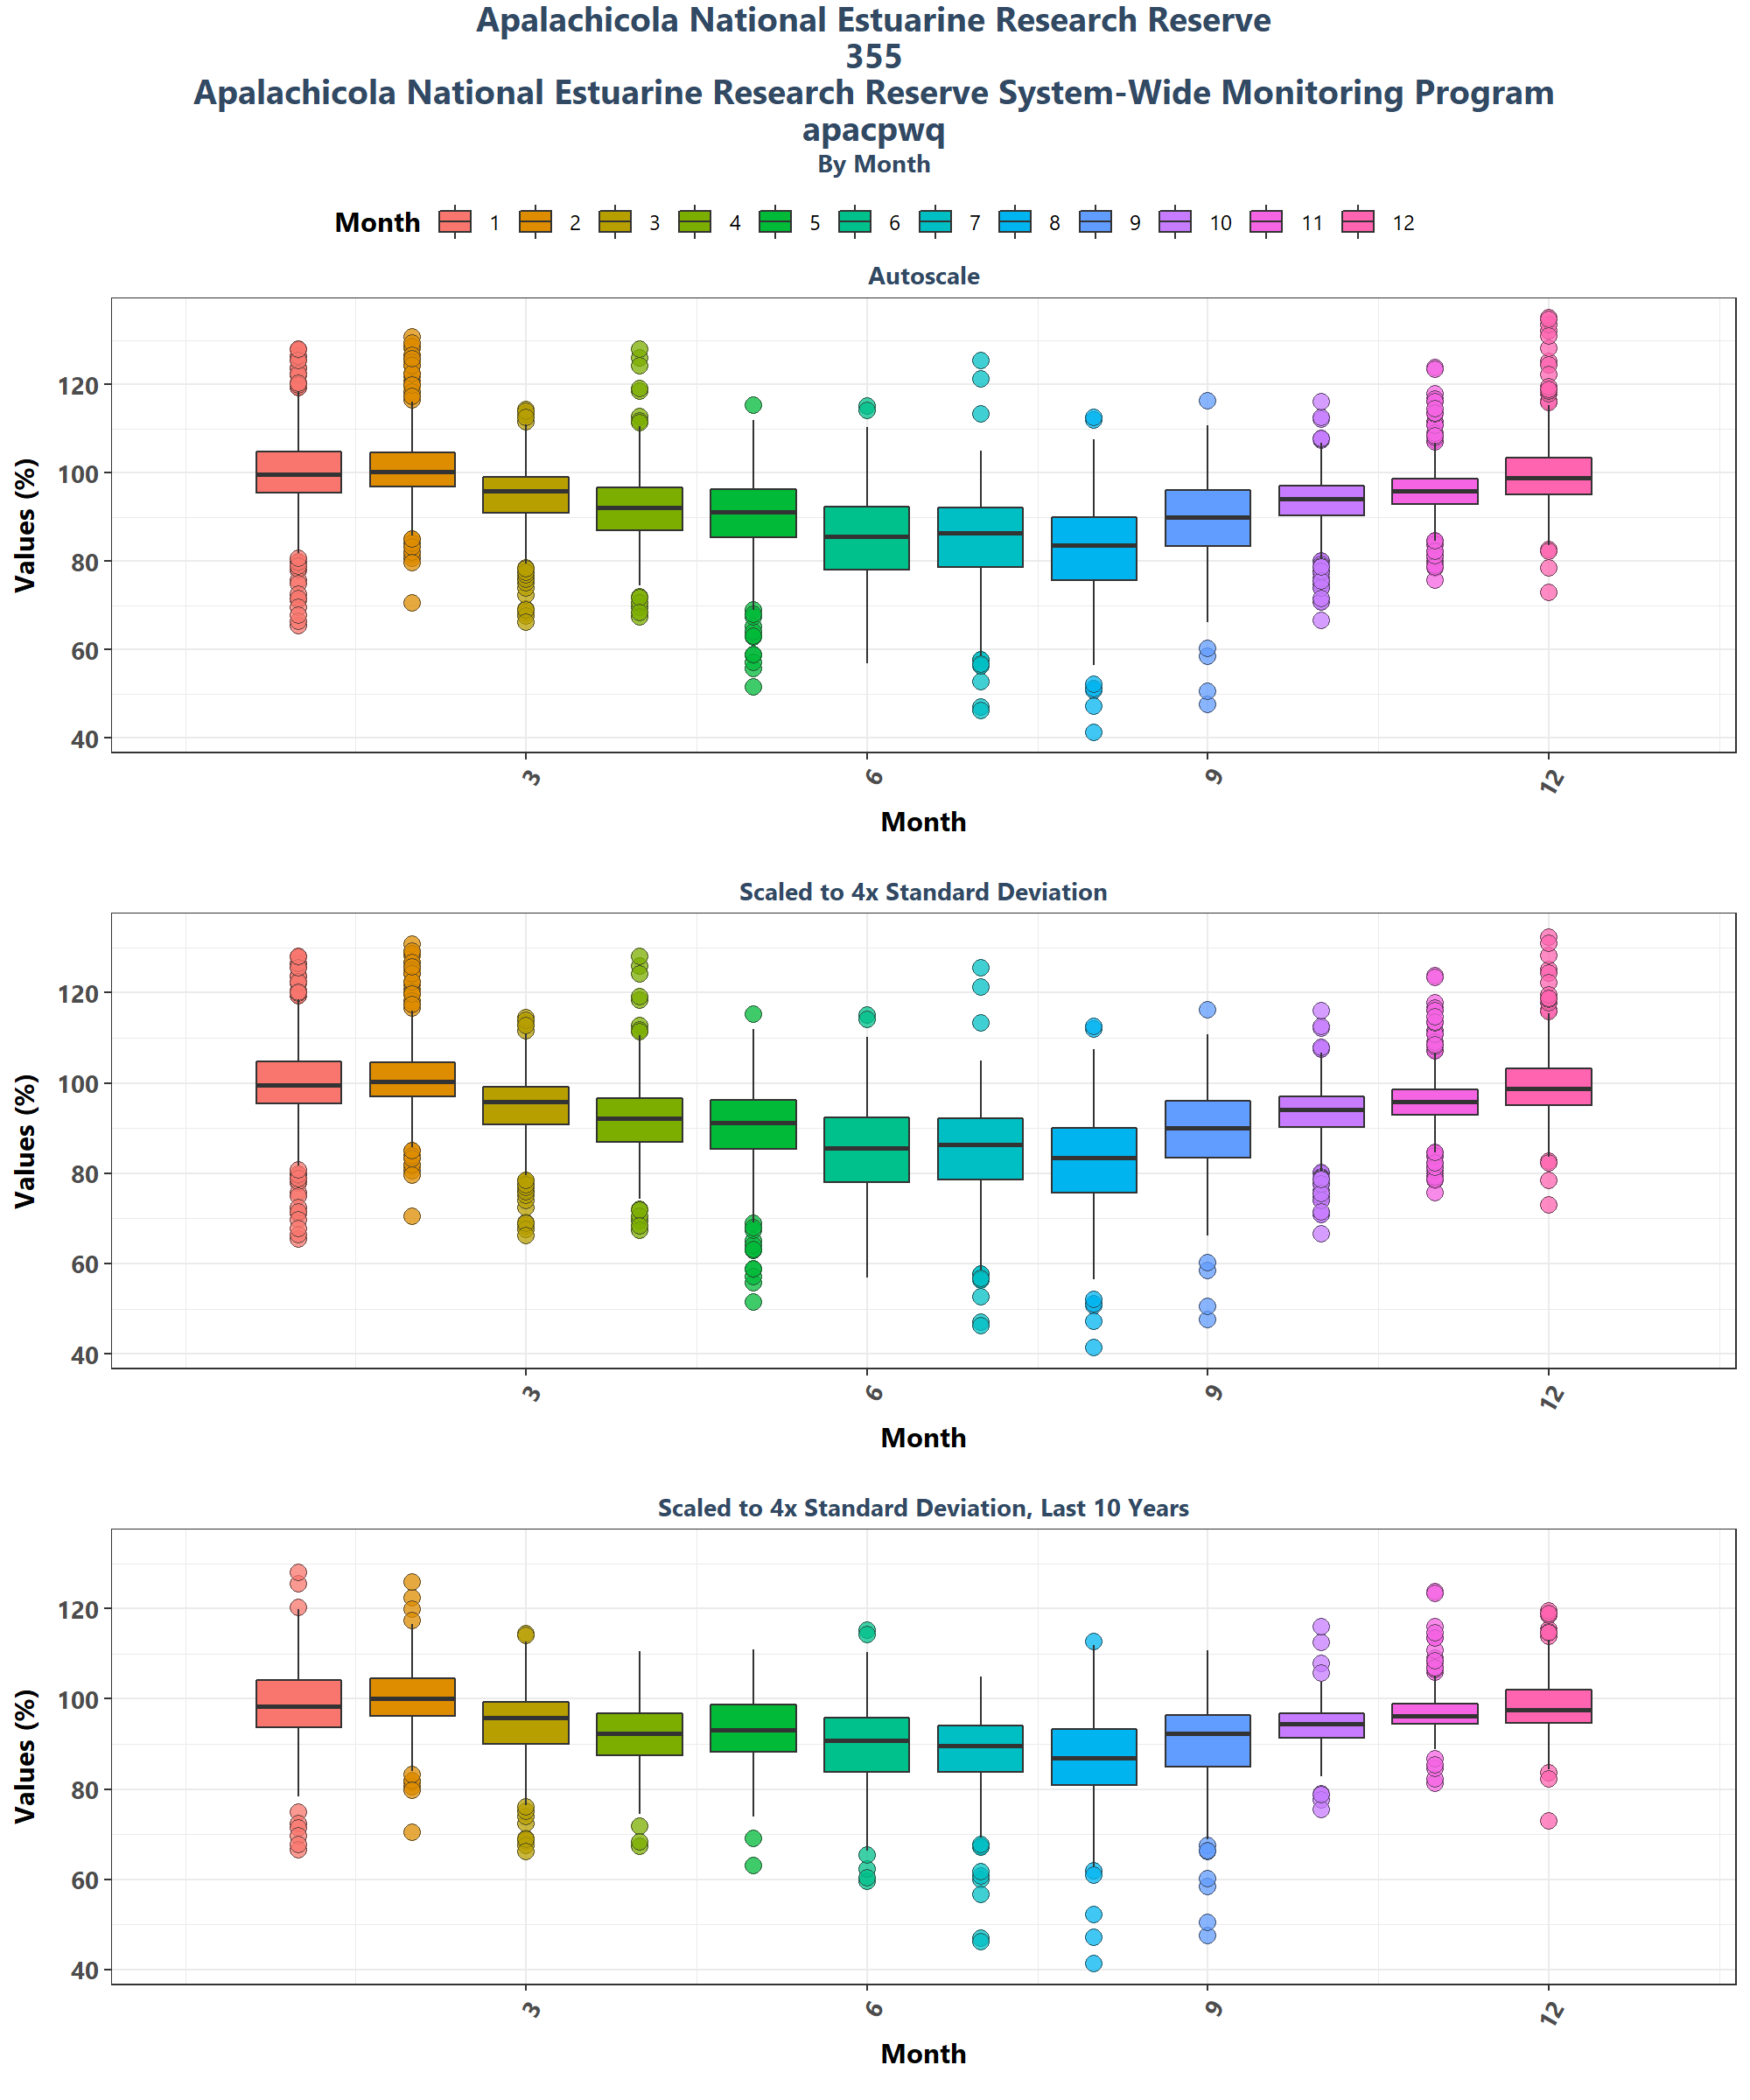 Apalachicola National Estuarine Research Reserve
355
Apalachicola National Estuarine Research Reserve System-Wide Monitoring Program
apacpwq
By Month
Month 1 2 3 4 5 6 7 8 9 10 11 12
Autoscale
Values (%)
120
100
80
60
40
3 6 9 12
Month
Scaled to 4x Standard Deviation
Values (%)
120
100
80
60
40
3 6 9 12
Month
Scaled to 4x Standard Deviation, Last 10 Years
Values (%)
120
100
80
60
40
3 6 9 12
Month